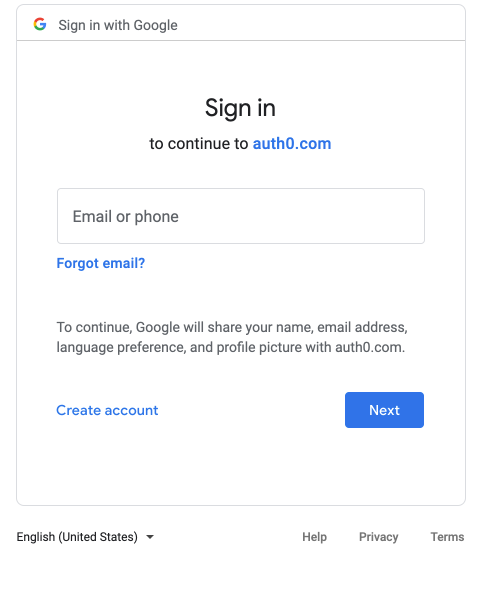 Sign in with Google
Sign in
to continue to auth0.com
Email or phone
Forgot email?
To continue, Google will share your name, email address,
language preference, and profile picture with auth0.com.
Create account
Next
English (United States)
Help
Privacy
Terms